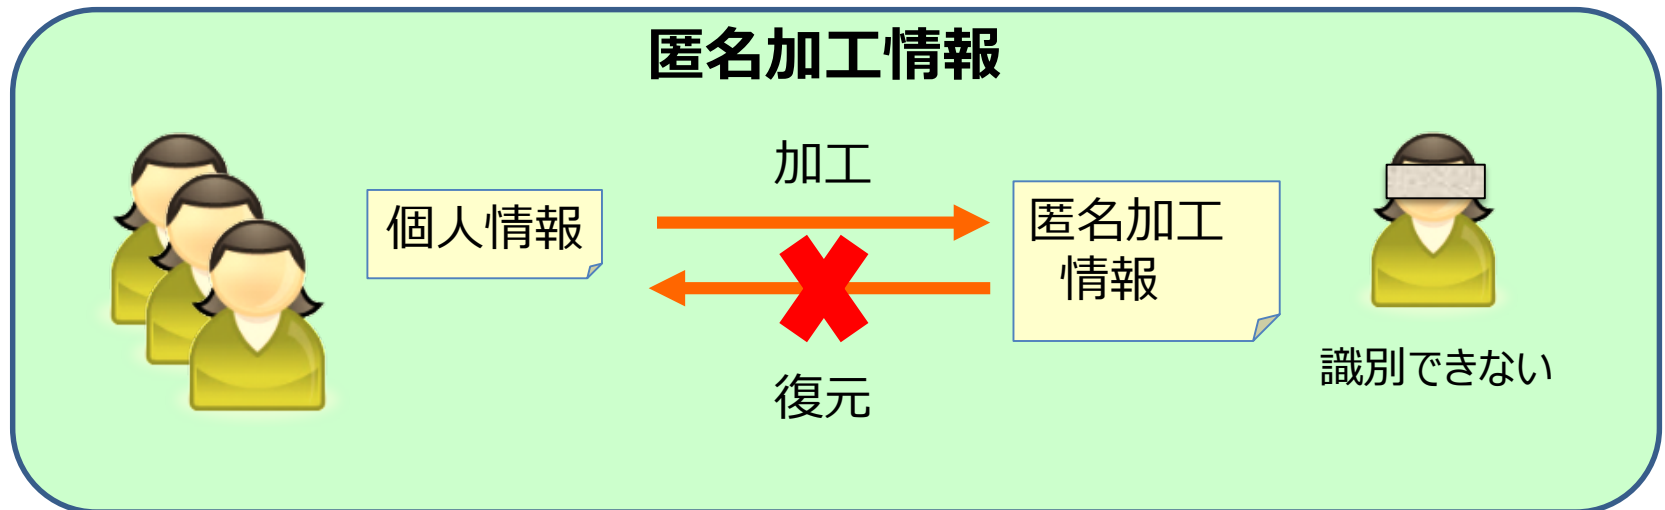 匿名加工情報
加工
個人情報
匿名加工
情報
復元
識別できない